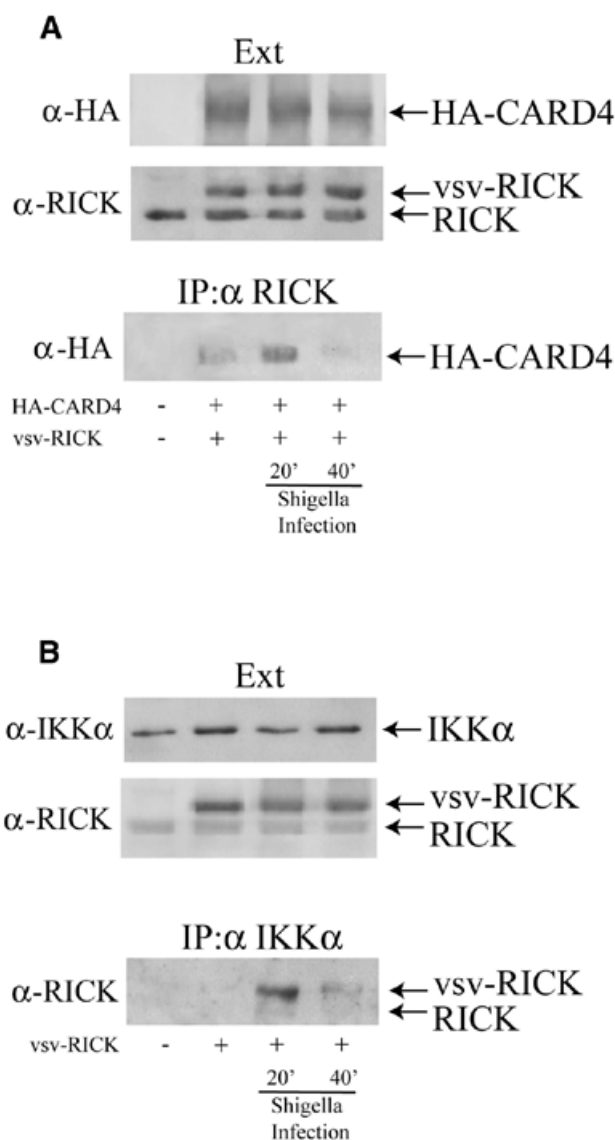 A
Ext
α-HA
HA-CARD4
α-RICK
vsv-RICK
RICK
IP:α RICK
α-HA
HA-CARD4
HA-CARD4 - + + +
vsv-RICK - + + +
20' 40'
Shigella
Infection
B
Ext
α-IKKα
IKKα
α-RICK
vsv-RICK
RICK
IP:α IKKα
α-RICK
vsv-RICK
RICK
vsv-RICK - + + +
20' 40'
Shigella
Infection